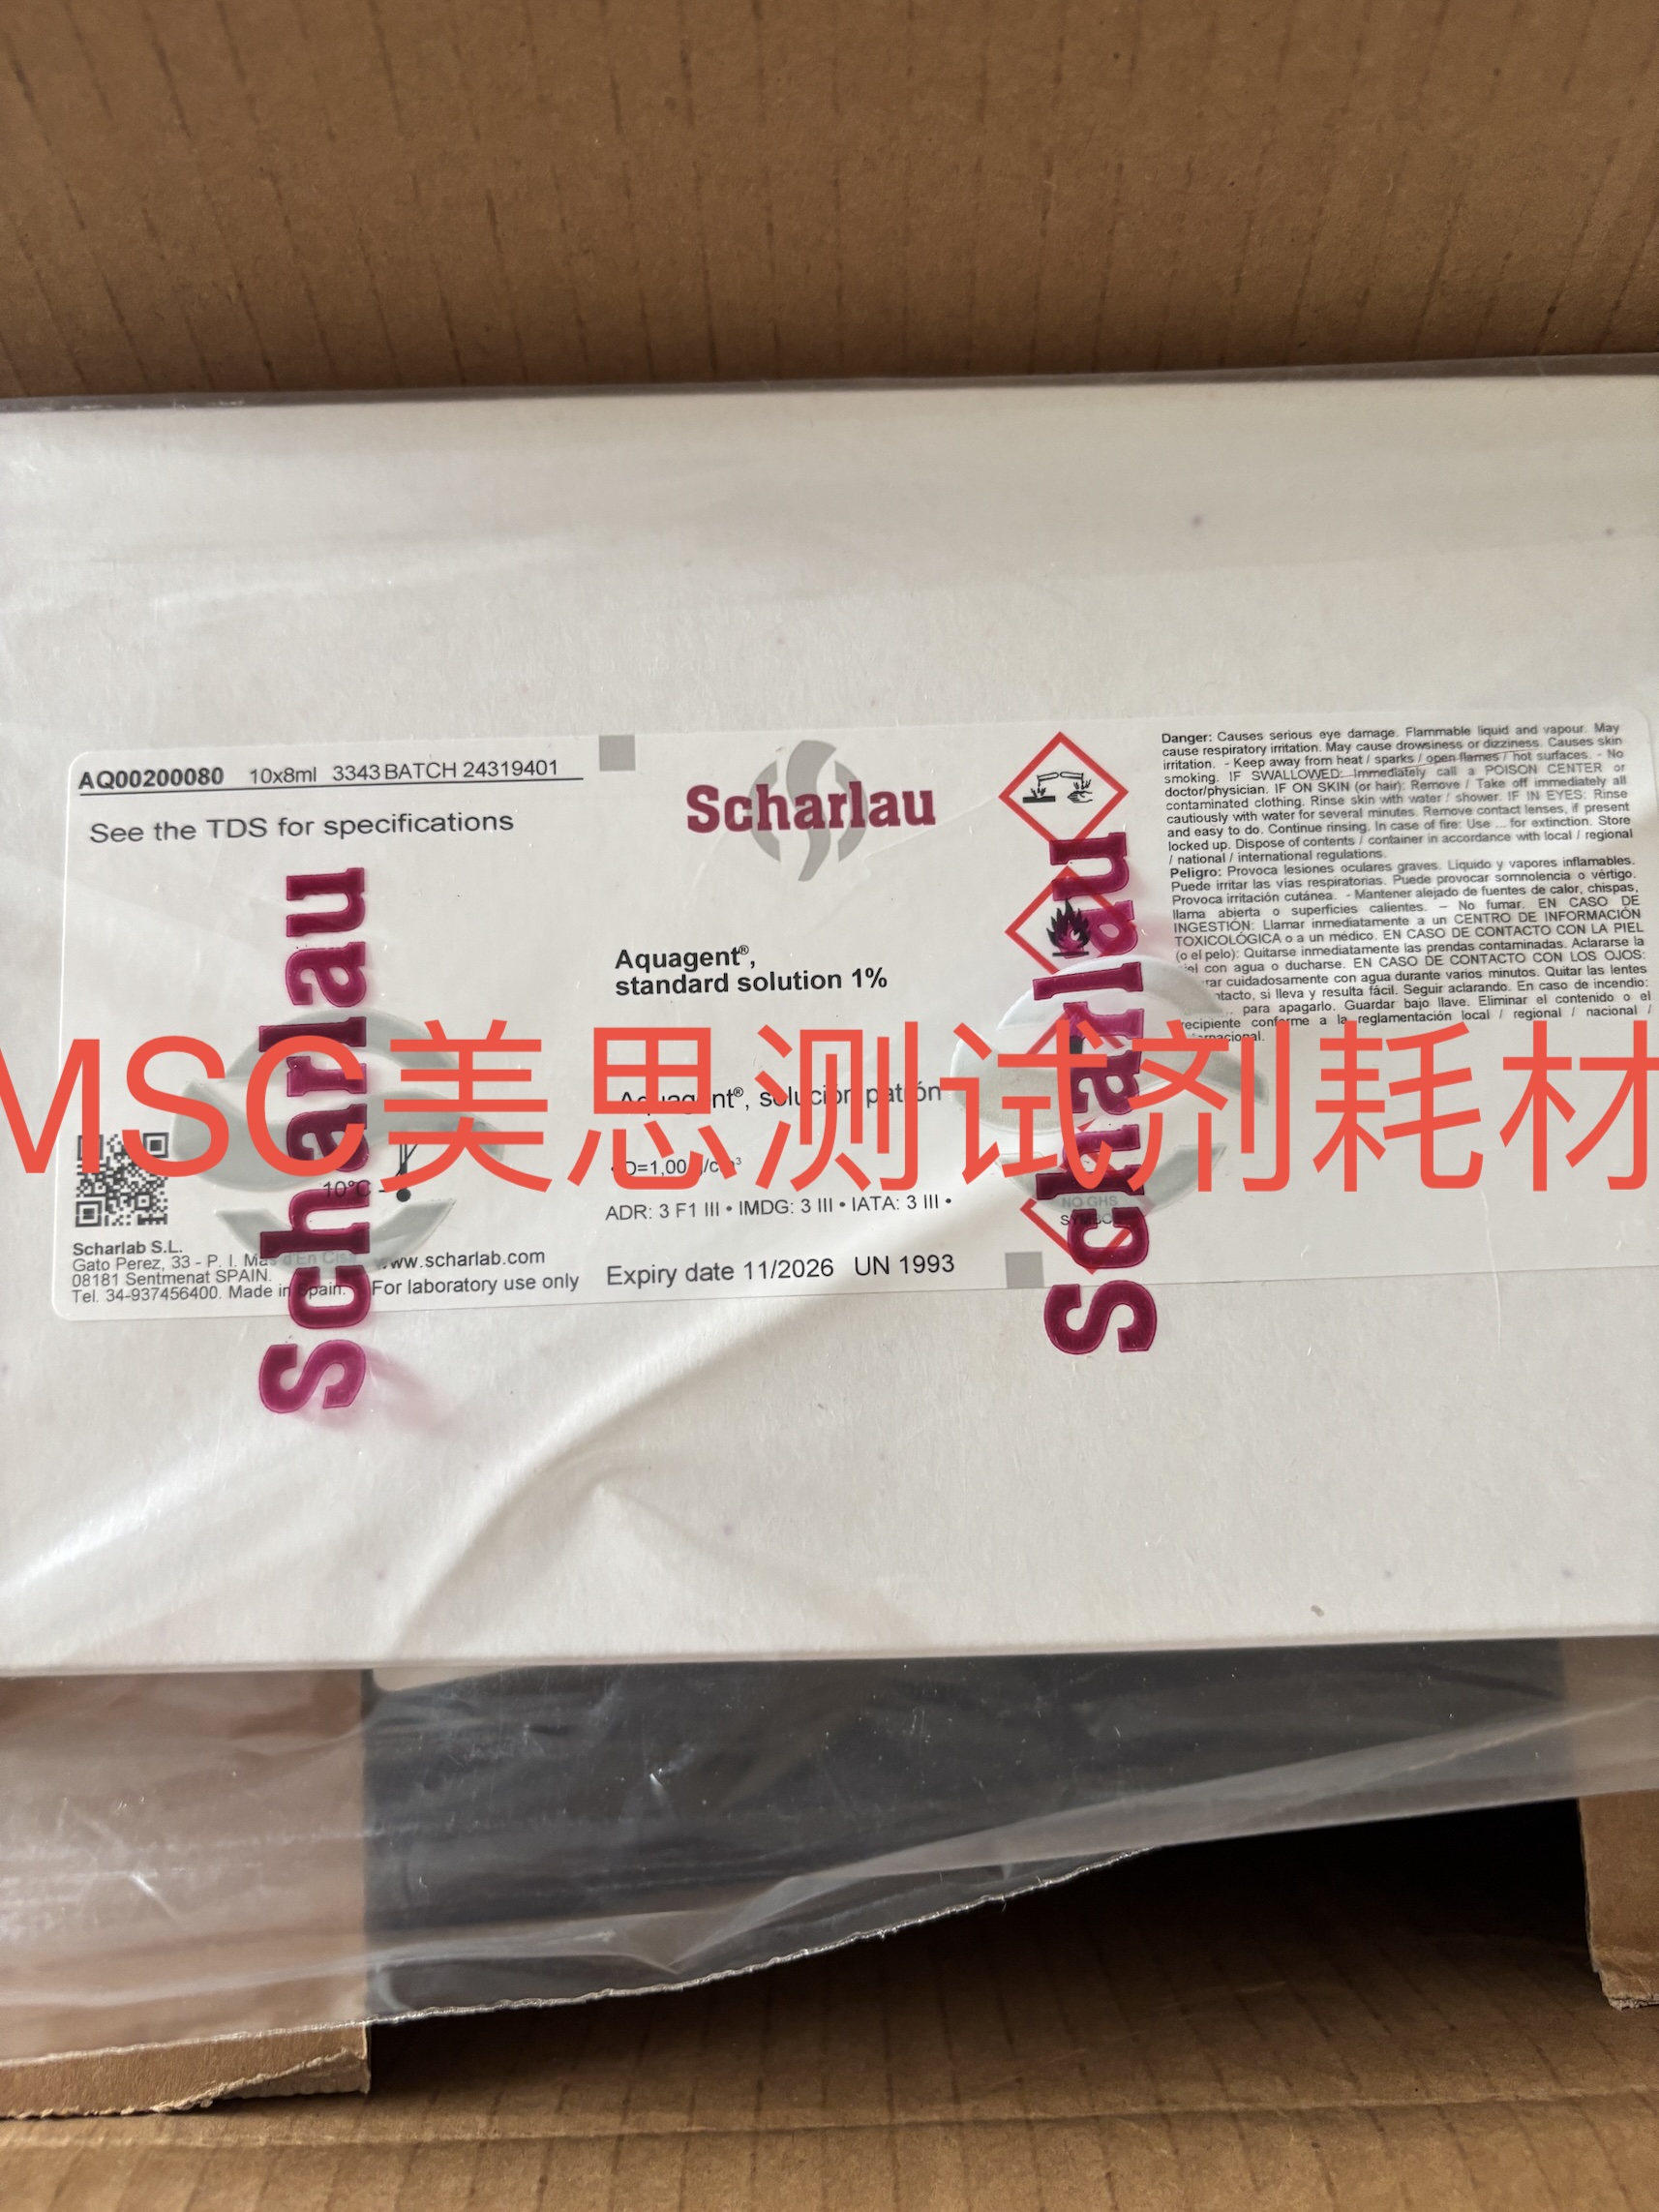 AQ00200080 10x8ml 3343 BATCH 24319401
See the TDS for specifications
Scharlau
Aquagent®,
standard solution 1%
Aquagent®, solución patrón
ADR: 3 F1 III • IMDG: 3 III • IATA: 3 III •
Expiry date 11/2026 UN 1993
10°C
Scharlab S.L.
Gato Perez, 33 - P. I. Mas d'En Cisa
08181 Sentmenat SPAIN.
Tel. 34-937456400. Made in Spain.
www.scharlab.com
For laboratory use only
NO GHS
Danger: Causes serious eye damage. Flammable liquid and vapour. May
cause respiratory irritation. May cause drowsiness or dizziness. Causes skin
irritation. - Keep away from heat / sparks / open flames / hot surfaces. - No
smoking. IF SWALLOWED: Immediately call a POISON CENTER or
doctor/physician. IF ON SKIN (or hair): Remove / Take off immediately all
contaminated clothing. Rinse skin with water / shower. IF IN EYES: Rinse
cautiously with water for several minutes. Remove contact lenses, if present
and easy to do. Continue rinsing. In case of fire: Use ... for extinction. Store
locked up. Dispose of contents / container in accordance with local / regional
/ national / international regulations.
Peligro: Provoca lesiones oculares graves. Líquido y vapores inflamables.
Puede irritar las vías respiratorias. Puede provocar somnolencia o vértigo.
Provoca irritación cutánea. - Mantener alejado de fuentes de calor, chispas,
llama abierta o superficies calientes. – No fumar. EN CASO DE
INGESTIÓN: Llamar inmediatamente a un CENTRO DE INFORMACIÓN
TOXICOLÓGICA o a un médico. EN CASO DE CONTACTO CON LA PIEL
(o el pelo): Quitarse inmediatamente las prendas contaminadas. Aclararse la
con agua o ducharse. EN CASO DE CONTACTO CON LOS OJOS:
cuidadosamente con agua durante varios minutos. Quitar las lentes
si lleva y resulta fácil. Seguir aclarando. En caso de incendio:
para apagarlo. Guardar bajo llave. Eliminar el contenido o el
recipiente conforme a la reglamentación local / regional / nacional /
Scharlau
Scharlau
MSC美思测试剂耗材